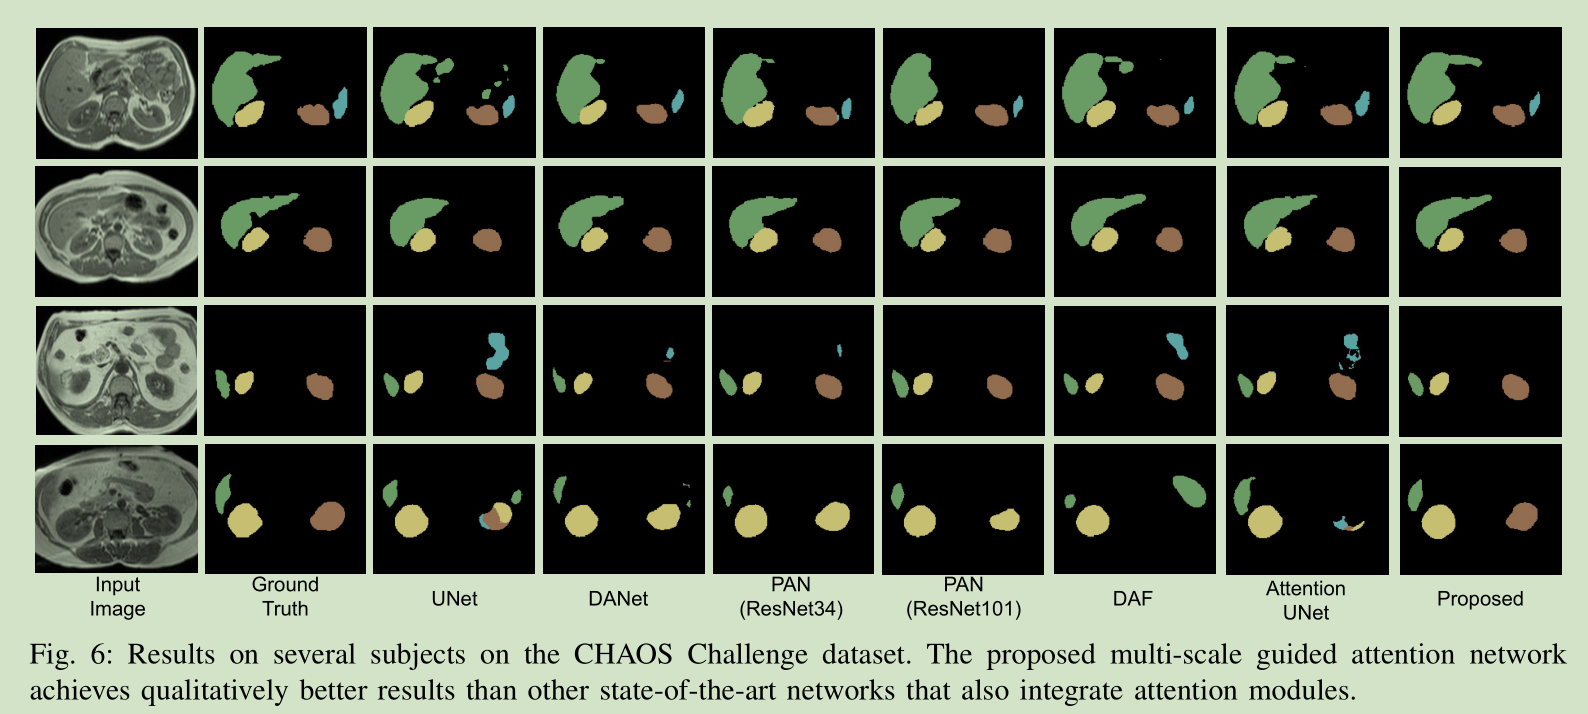 Input
Image
Ground
Truth
UNet
DANet
PAN
(ResNet34)
PAN
(ResNet101)
DAF
Attention
UNet
Proposed
Fig. 6: Results on several subjects on the CHAOS Challenge dataset. The proposed multi-scale guided attention network
achieves qualitatively better results than other state-of-the-art networks that also integrate attention modules.